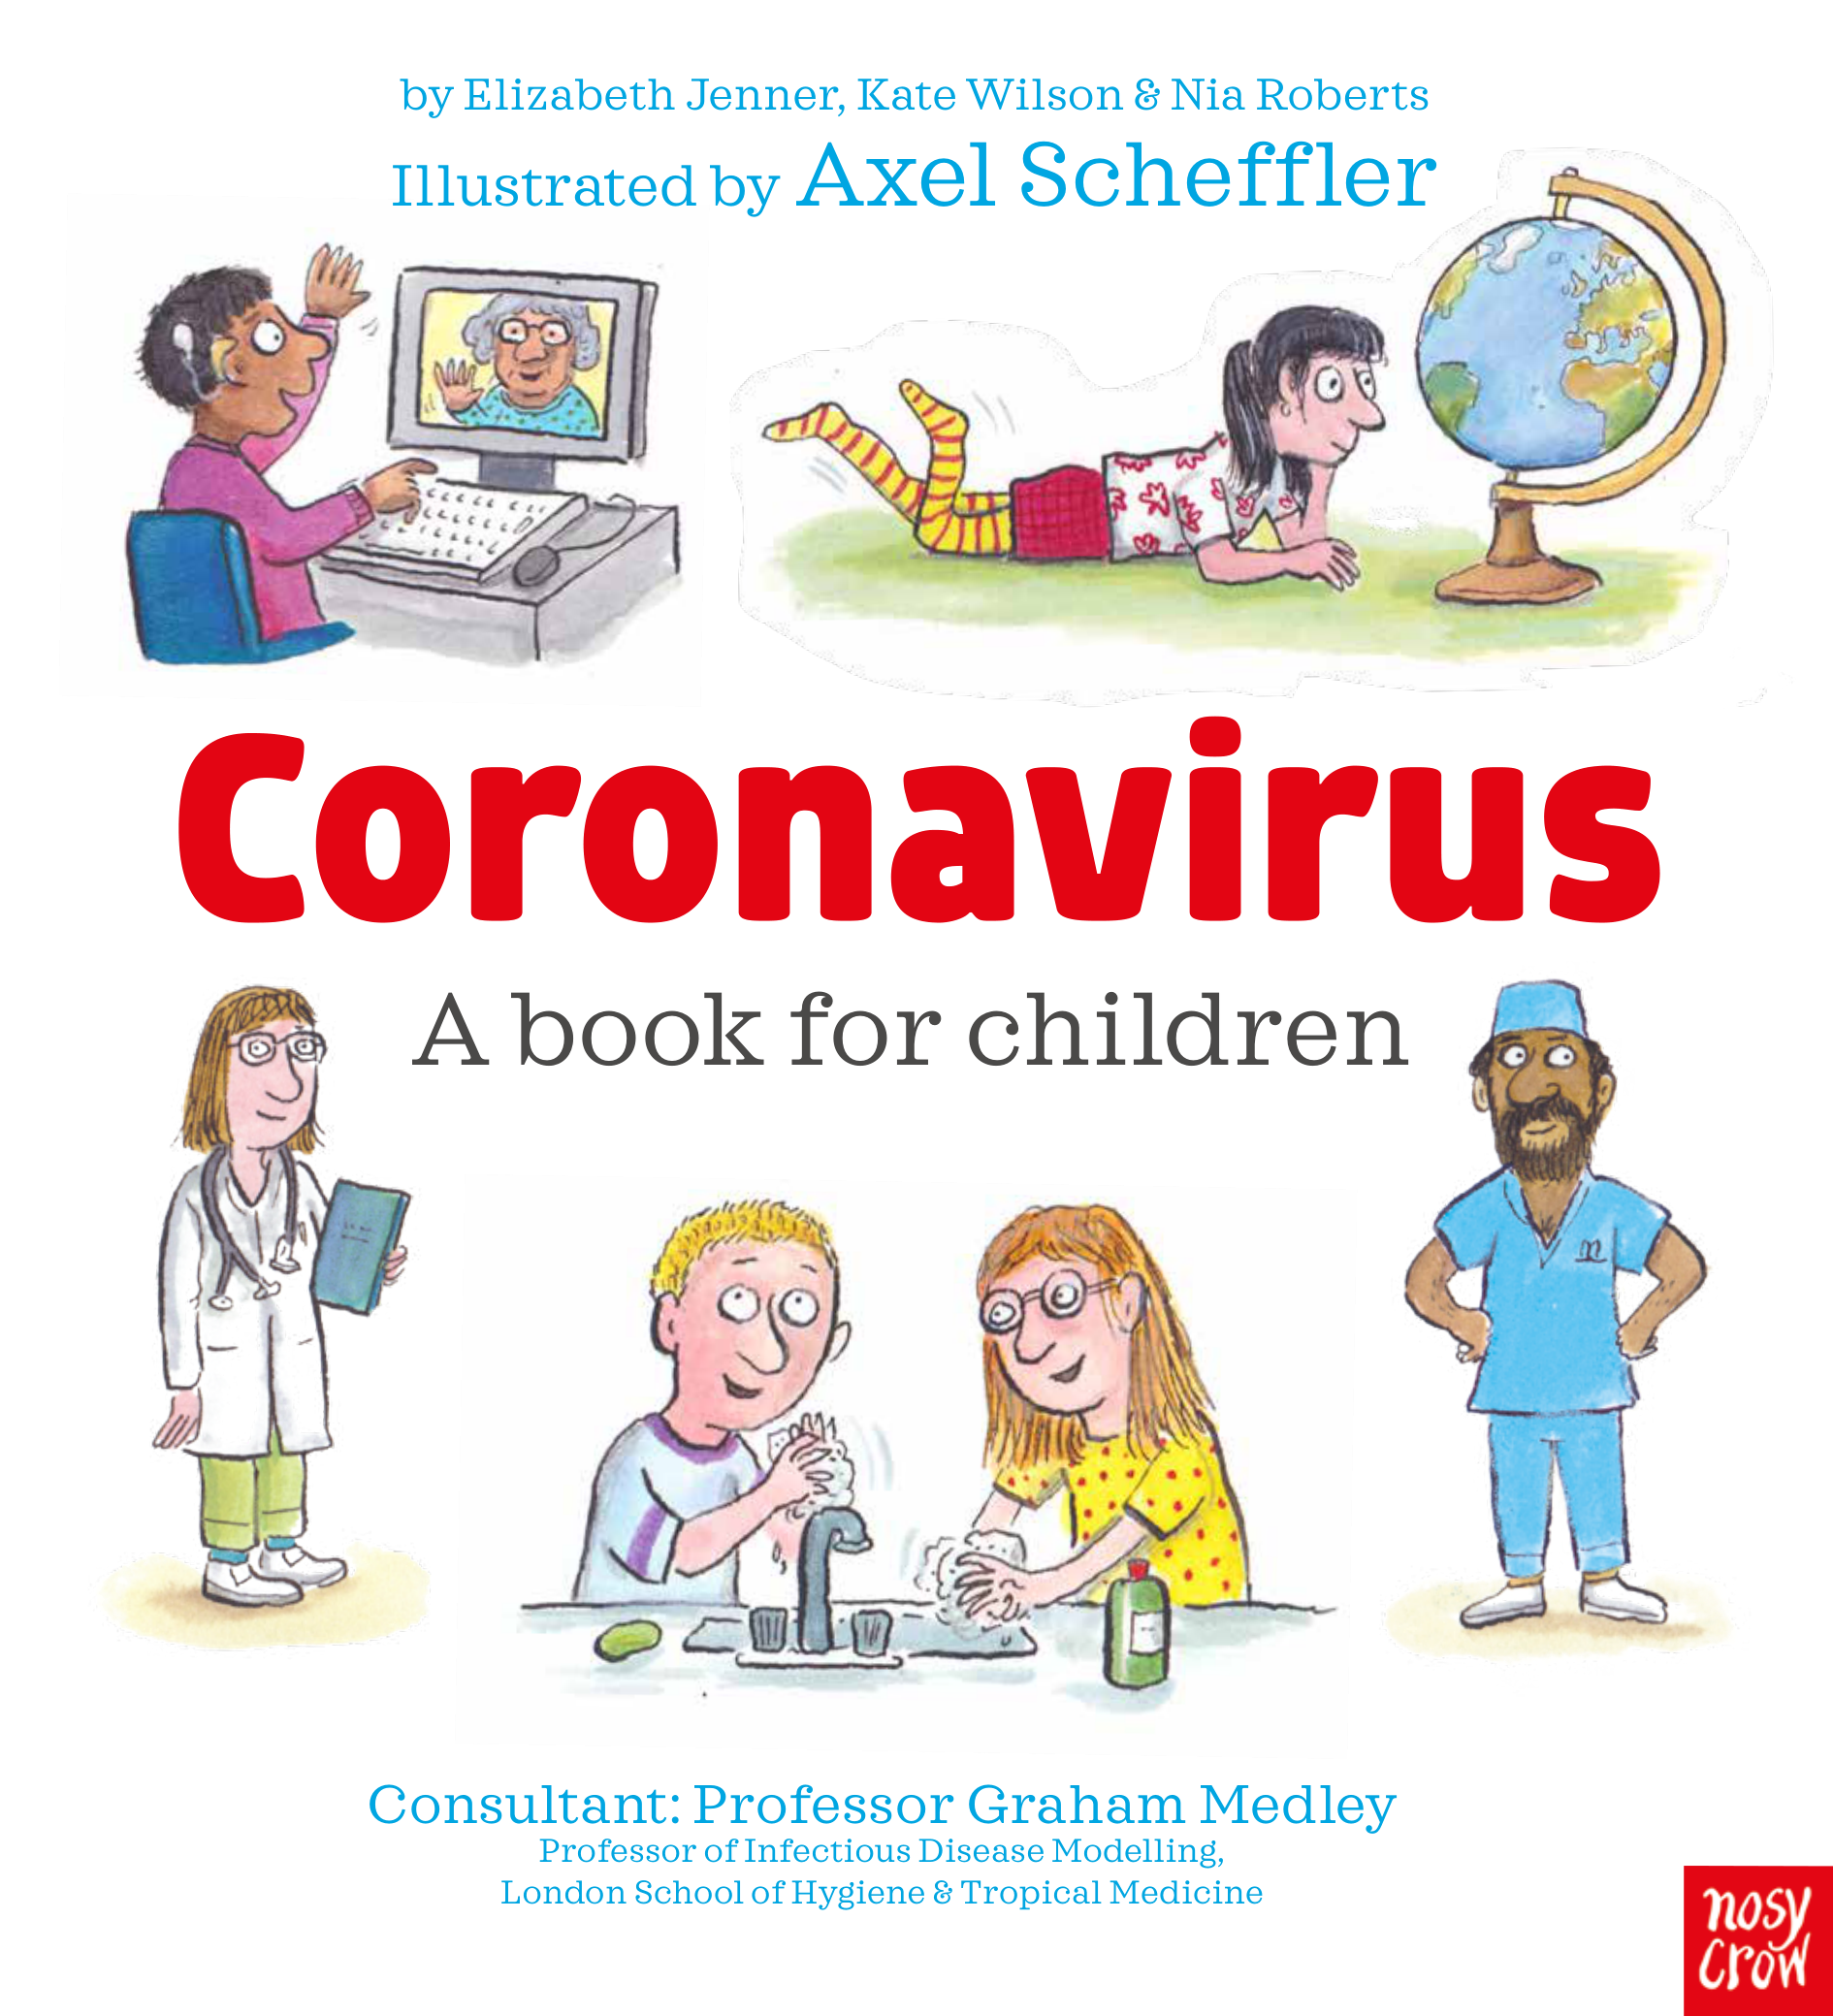 by Elizabeth Jenner, Kate Wilson & Nia Roberts
Illustrated by Axel Scheffler
Coronavirus
A book for children
Consultant: Professor Graham Medley
Professor of Infectious Disease Modelling,
London School of Hygiene & Tropical Medicine
nosy
crow